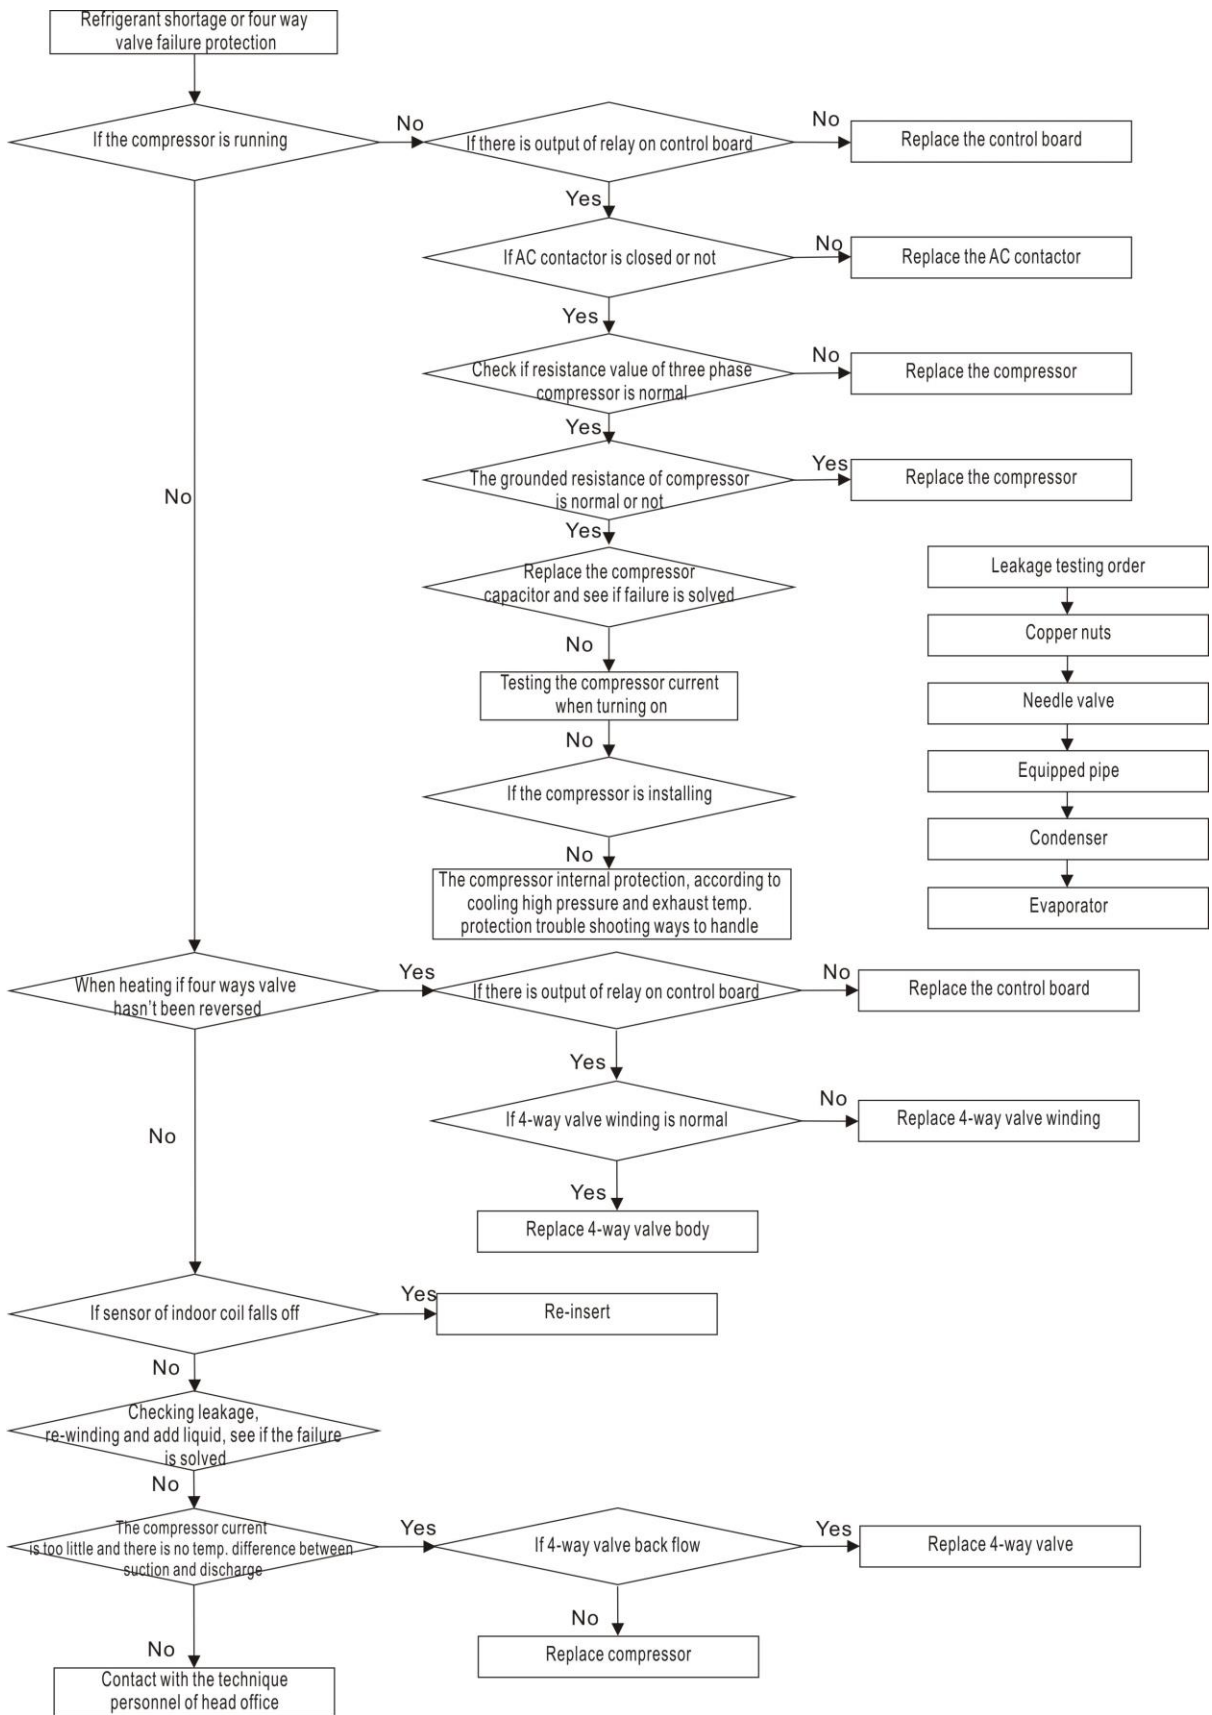 Refrigerant shortage or four way
valve failure protection
If the compressor is running
No
If there is output of relay on control board
No
Replace the control board
Yes
If AC contactor is closed or not
No
Replace the AC contactor
Yes
Check if resistance value of three phase
compressor is normal
No
Replace the compressor
Yes
The grounded resistance of compressor
is normal or not
Yes
Replace the compressor
Yes
Replace the compressor
capacitor and see if failure is solved
No
Testing the compressor current
when turning on
No
If the compressor is installing
No
The compressor internal protection, according to
cooling high pressure and exhaust temp.
protection trouble shooting ways to handle
Leakage testing order
Copper nuts
Needle valve
Equipped pipe
Condenser
Evaporator
No
When heating if four ways valve
hasn't been reversed
Yes
If there is output of relay on control board
No
Replace the control board
Yes
If 4-way valve winding is normal
No
Replace 4-way valve winding
Yes
Replace 4-way valve body
No
If sensor of indoor coil falls off
Yes
Re-insert
No
Checking leakage,
re-winding and add liquid, see if the failure
is solved
No
The compressor current
is too little and there is no temp. difference between
suction and discharge
Yes
If 4-way valve back flow
Yes
Replace 4-way valve
No
Replace compressor
No
Contact with the technique
personnel of head office